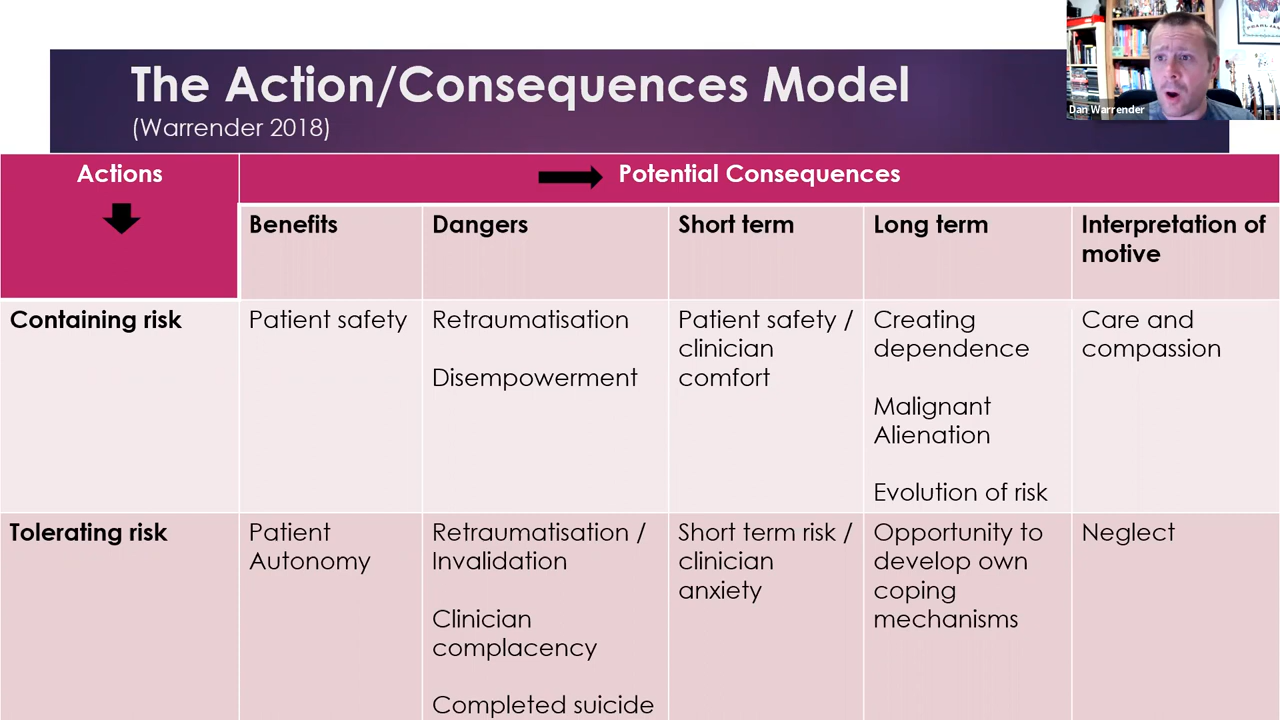 The Action/Consequences Model
(Warrender 2018)
Dan Warrender
Actions
Potential Consequences
Benefits
Dangers
Short term
Long term
Interpretation of
motive
Containing risk
Patient safety
Retraumatisation
Disempowerment
Patient safety /
clinician
comfort
Creating
dependence
Malignant
Alienation
Evolution of risk
Care and
compassion
Tolerating risk
Patient
Autonomy
Retraumatisation /
Invalidation
Clinician
complacency
Completed suicide
Short term risk /
clinician
anxiety
Opportunity to
develop own
coping
mechanisms
Neglect